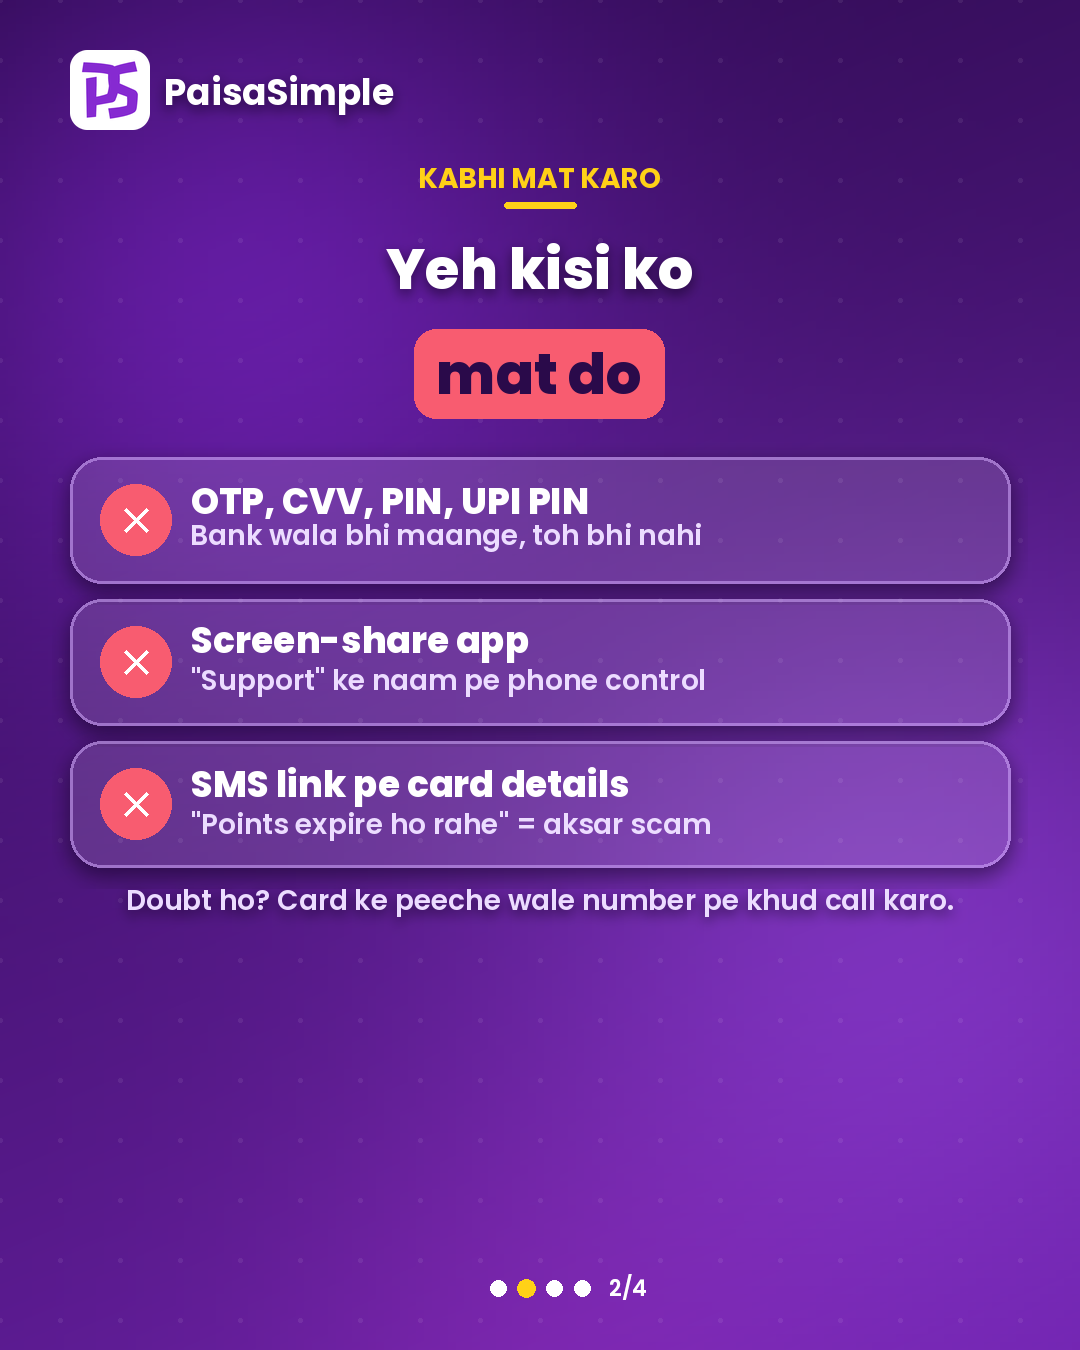 PS
PaisaSimple
KABHI MAT KARO
Yeh kisi ko
mat do
OTP, CVV, PIN, UPI PIN
Bank wala bhi maange, toh bhi nahi
Screen-share app
"Support" ke naam pe phone control
SMS link pe card details
"Points expire ho rahe" = aksar scam
Doubt ho? Card ke peeche wale number pe khud call karo.
2/4